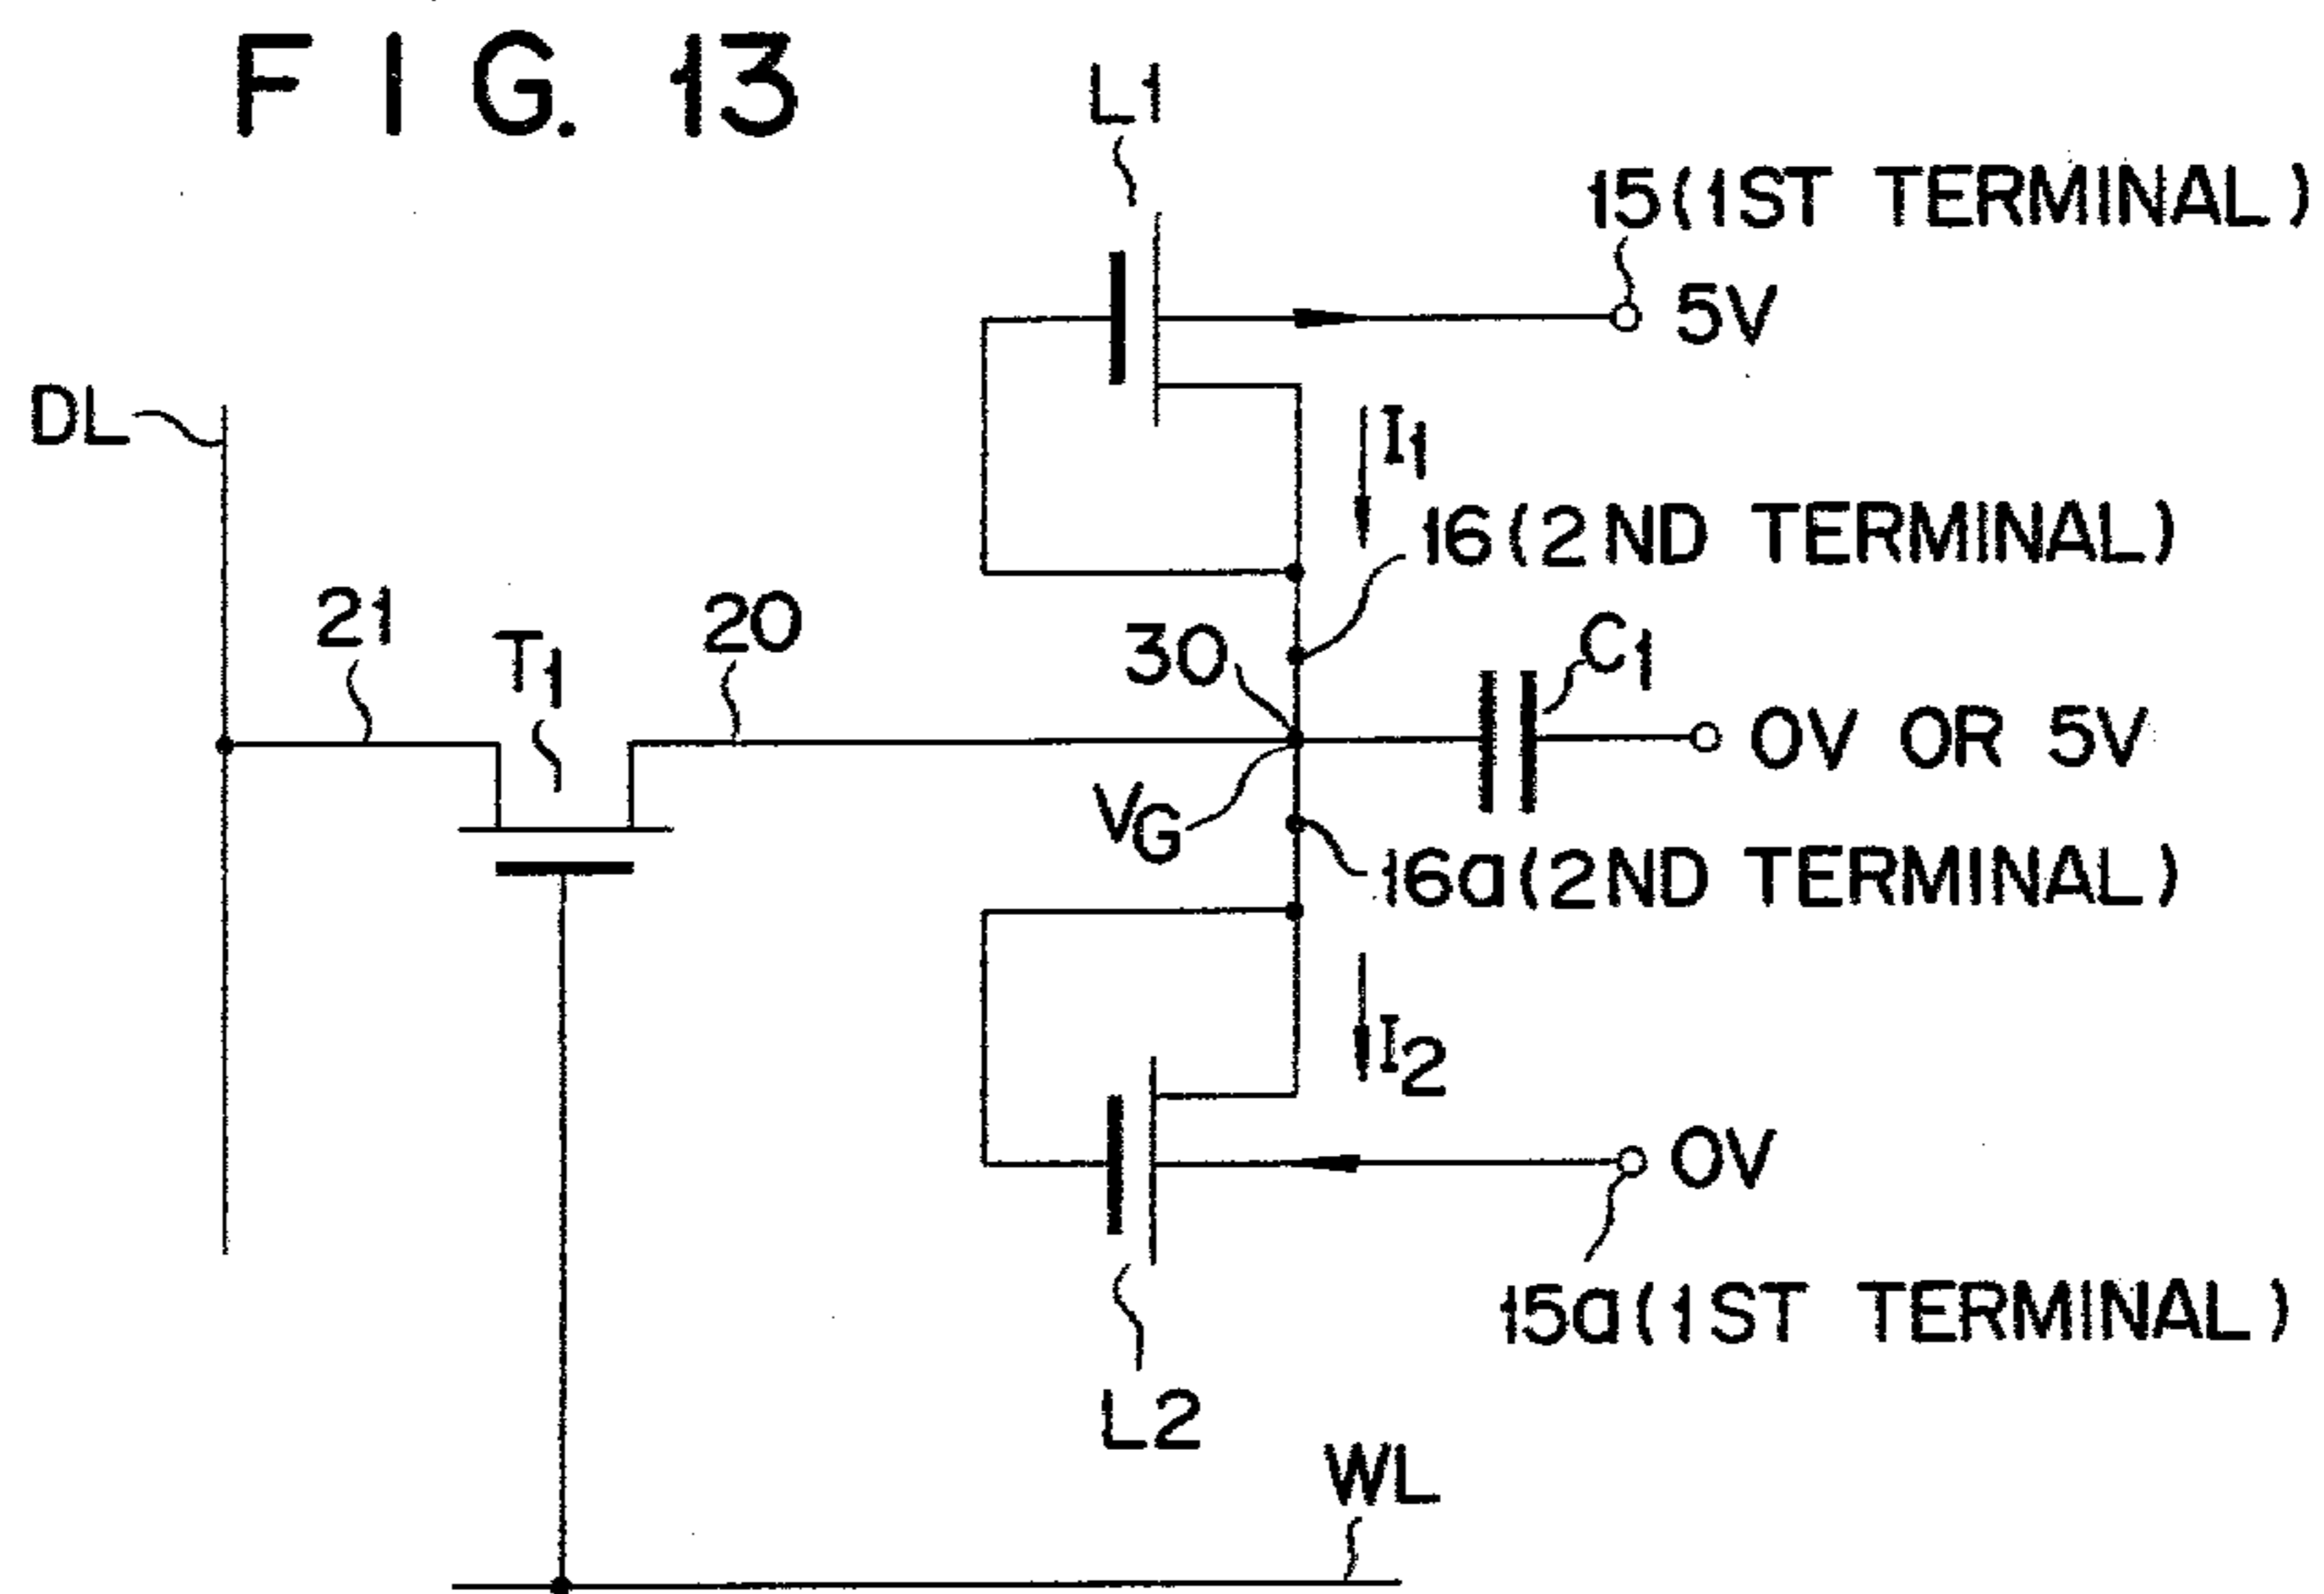 FIG. 13
L1
15(1ST TERMINAL)
5V
DL
I1
16(2ND TERMINAL)
21
T1
20
30
C1
0V OR 5V
VG
16a(2ND TERMINAL)
I2
0V
15a(1ST TERMINAL)
L2
WL